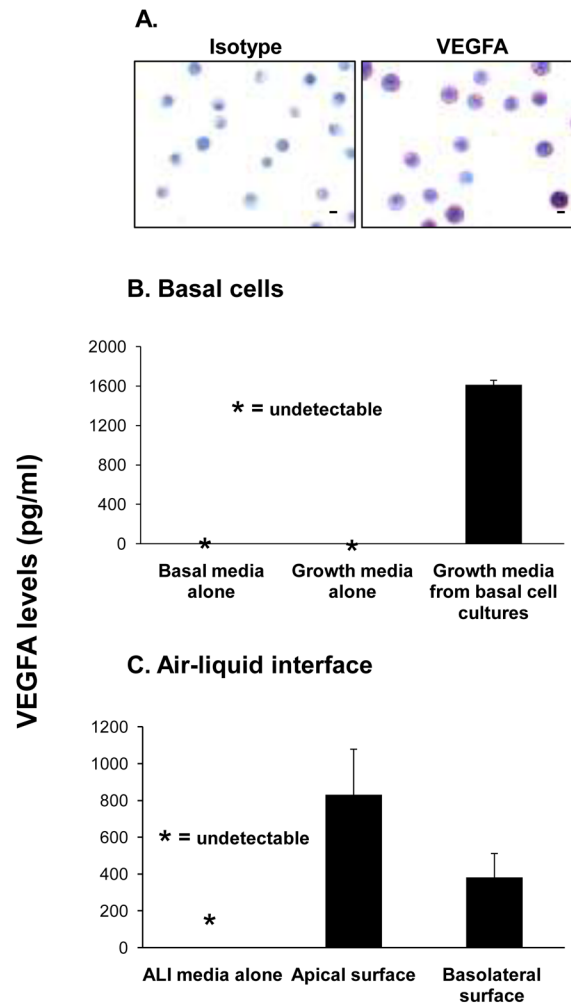 A.
Isotype
VEGFA
B. Basal cells
VEGFA levels (pg/ml)
2000
1600
1200
800
400
0
* = undetectable
*
*
Basal media
alone
Growth media
alone
Growth media
from basal cell
cultures
C. Air-liquid interface
1200
1000
800
600
400
200
0
* = undetectable
*
ALI media alone
Apical surface
Basolateral
surface